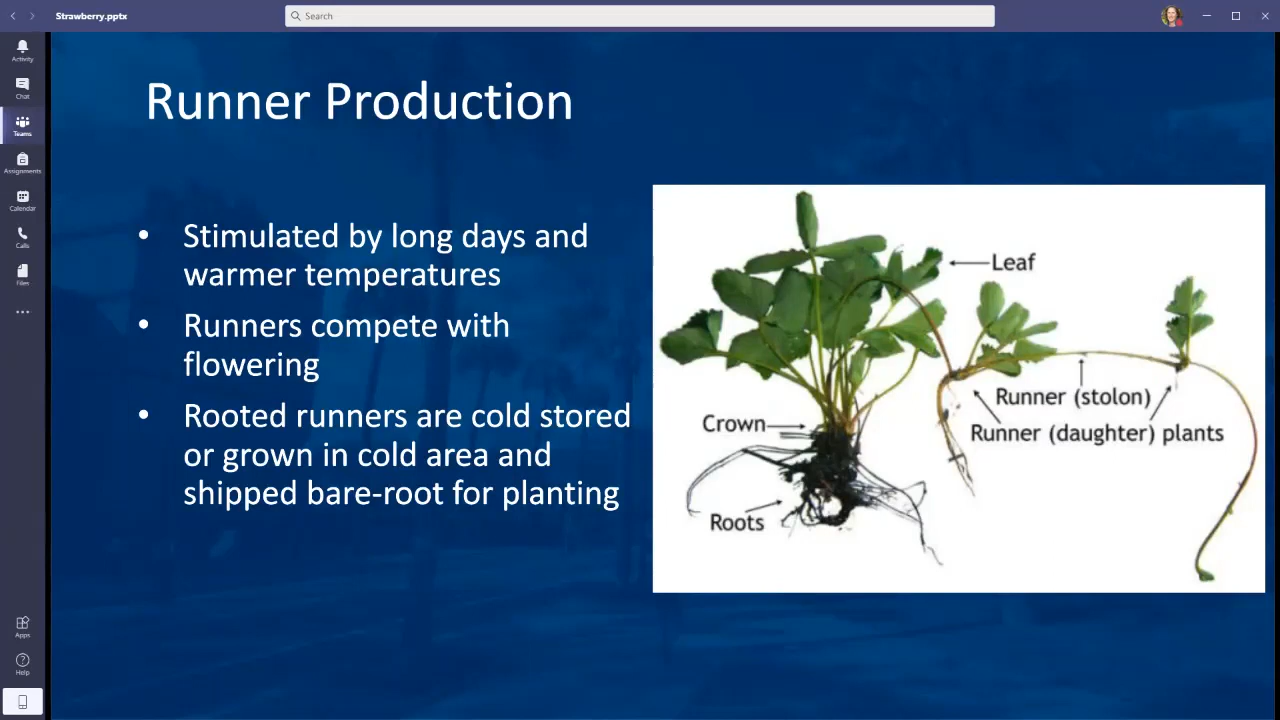 Strawberry.pptx
Search
Activity
Chat
Teams
Assignments
Calendar
Calls
Files
Apps
Help
Runner Production
• Stimulated by long days and
warmer temperatures
• Runners compete with
flowering
• Rooted runners are cold stored
or grown in cold area and
shipped bare-root for planting
Leaf
Runner (stolon)
Runner (daughter) plants
Crown
Roots